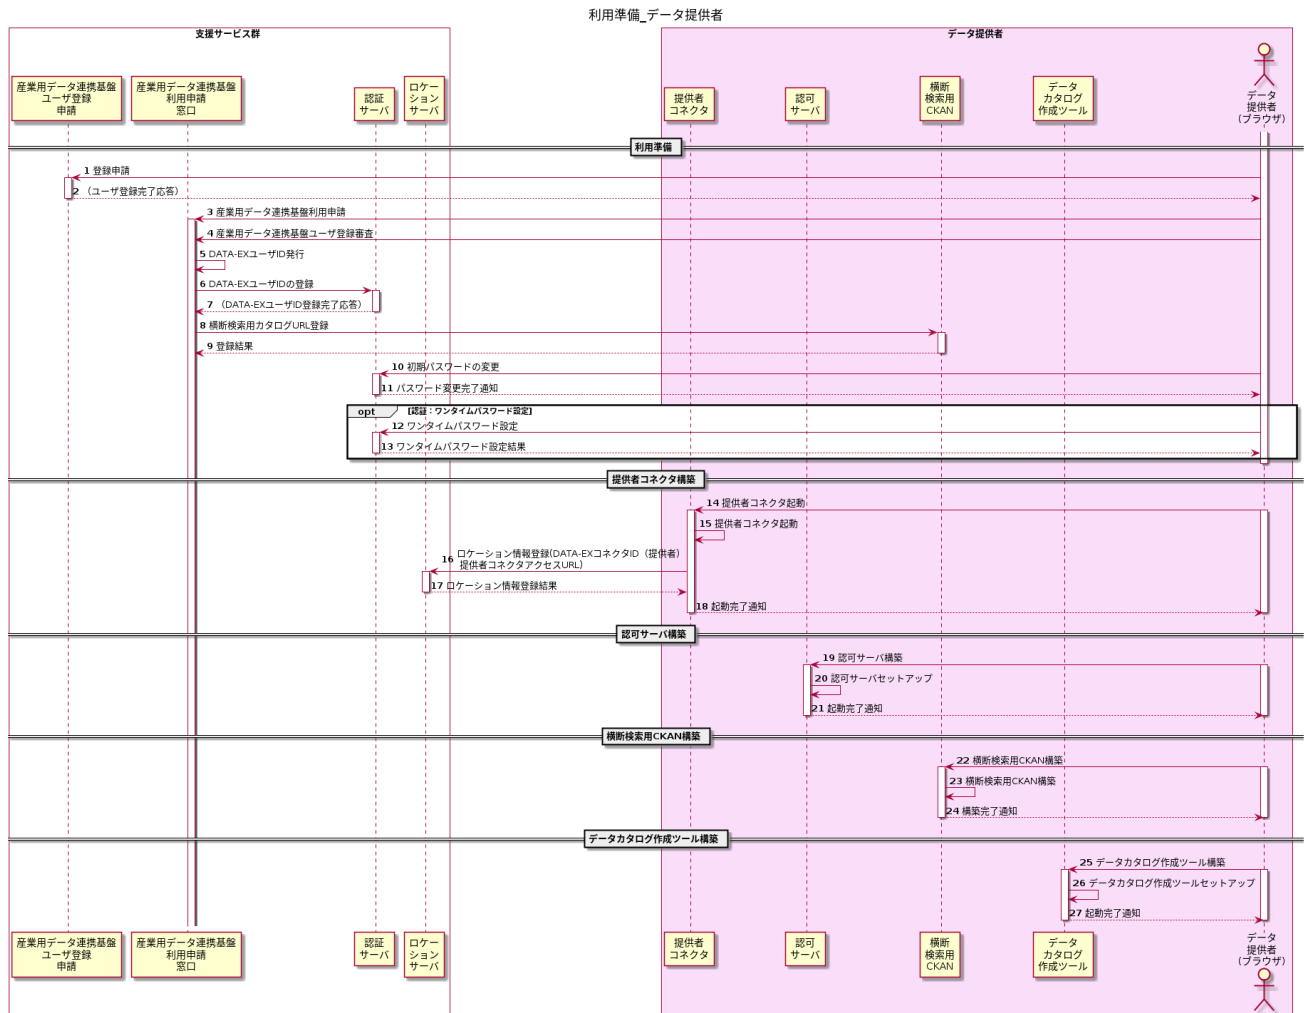 利用準備_データ提供者
支援サービス群
データ提供者
産業用データ連携基盤
ユーザ登録
申請
産業用データ連携基盤
利用申請
窓口
認証
サーバ
ロケー
ション
サーバ
提供者
コネクタ
認可
サーバ
横断
検索用
CKAN
データ
カタログ
作成ツール
データ
提供者
(ブラウザ)
利用準備
1 登録申請
2 （ユーザ登録完了応答）
3 産業用データ連携基盤利用申請
4 産業用データ連携基盤ユーザ登録審査
5 DATA-EXユーザID発行
6 DATA-EXユーザIDの登録
7 （DATA-EXユーザID登録完了応答）
8 横断検索用カタログURL登録
9 登録結果
10 初期パスワードの変更
11 パスワード変更完了通知
opt [認証：ワンタイムパスワード設定]
12 ワンタイムパスワード設定
13 ワンタイムパスワード設定結果
提供者コネクタ構築
14 提供者コネクタ起動
15 提供者コネクタ起動
16 ロケーション情報登録(DATA-EXコネクタID（提供者)
提供者コネクタアクセスURL)
17 ロケーション情報登録結果
18 起動完了通知
認可サーバ構築
19 認可サーバ構築
20 認可サーバセットアップ
21 起動完了通知
横断検索用CKAN構築
22 横断検索用CKAN構築
23 横断検索用CKAN構築
24 構築完了通知
データカタログ作成ツール構築
25 データカタログ作成ツール構築
26 データカタログ作成ツールセットアップ
27 起動完了通知
産業用データ連携基盤
ユーザ登録
申請
産業用データ連携基盤
利用申請
窓口
認証
サーバ
ロケー
ション
サーバ
提供者
コネクタ
認可
サーバ
横断
検索用
CKAN
データ
カタログ
作成ツール
データ
提供者
(ブラウザ)